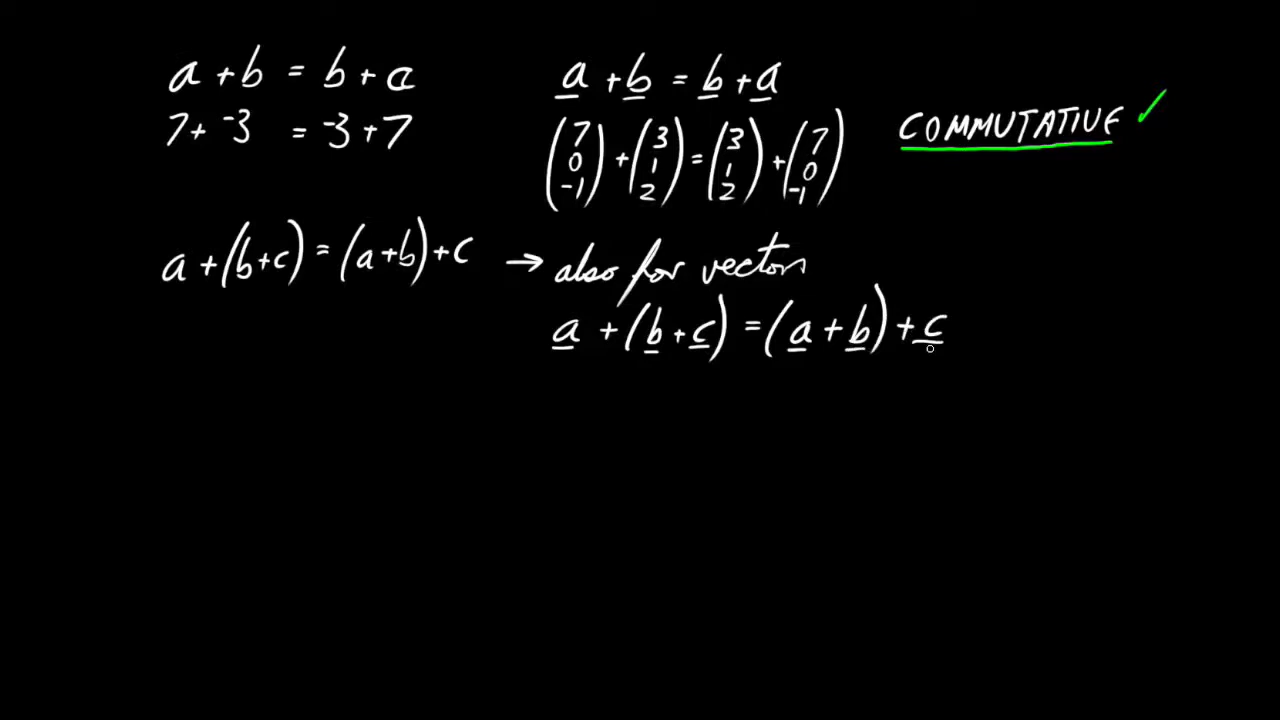 a + b = b + a
7 + -3 = -3 + 7
a + b = b + a
(7 0 -1) + (3 1 2) = (3 1 2) + (7 0 -1)
COMMUTATIVE ✓
a + (b + c) = (a + b) + c → also for vectors
a + (b + c) = (a + b) + c